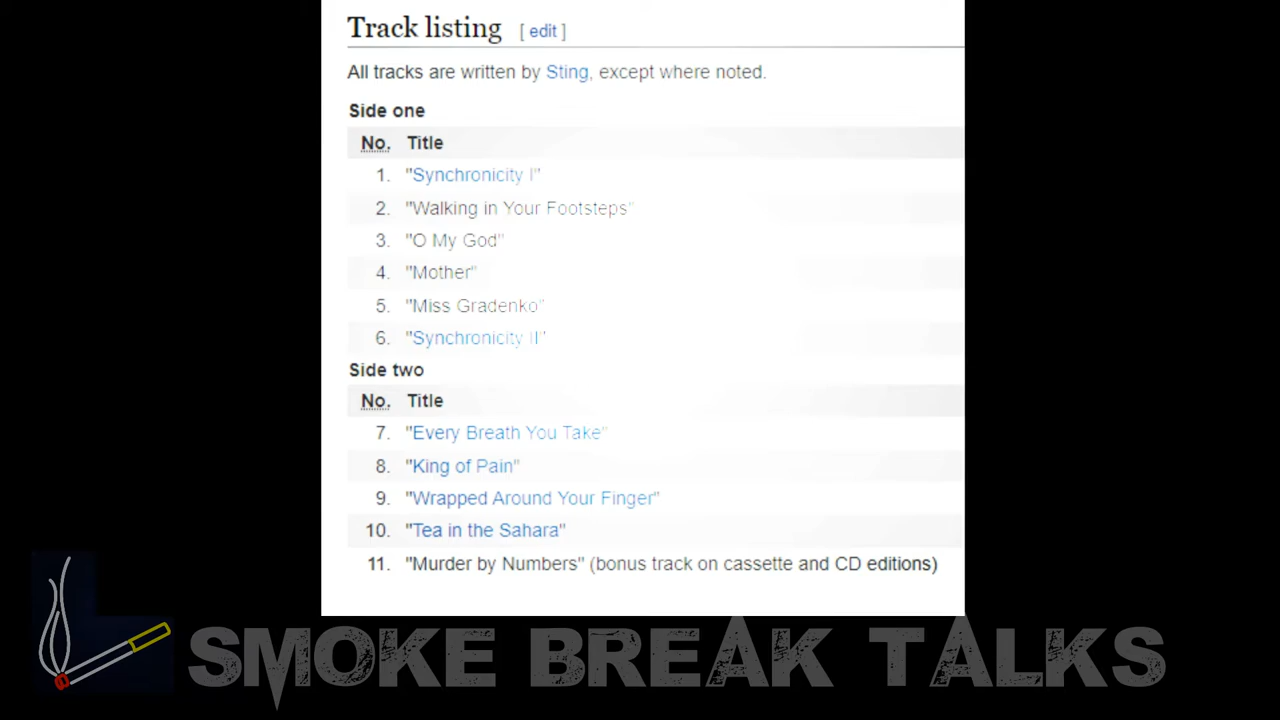 Track listing [ edit ]
All tracks are written by Sting, except where noted.
Side one
No. Title
1. "Synchronicity I"
2. "Walking in Your Footsteps"
3. "O My God"
4. "Mother"
5. "Miss Gradenko"
6. "Synchronicity II"
Side two
No. Title
7. "Every Breath You Take"
8. "King of Pain"
9. "Wrapped Around Your Finger"
10. "Tea in the Sahara"
11. "Murder by Numbers" (bonus track on cassette and CD editions)
SMOKE BREAK TALKS